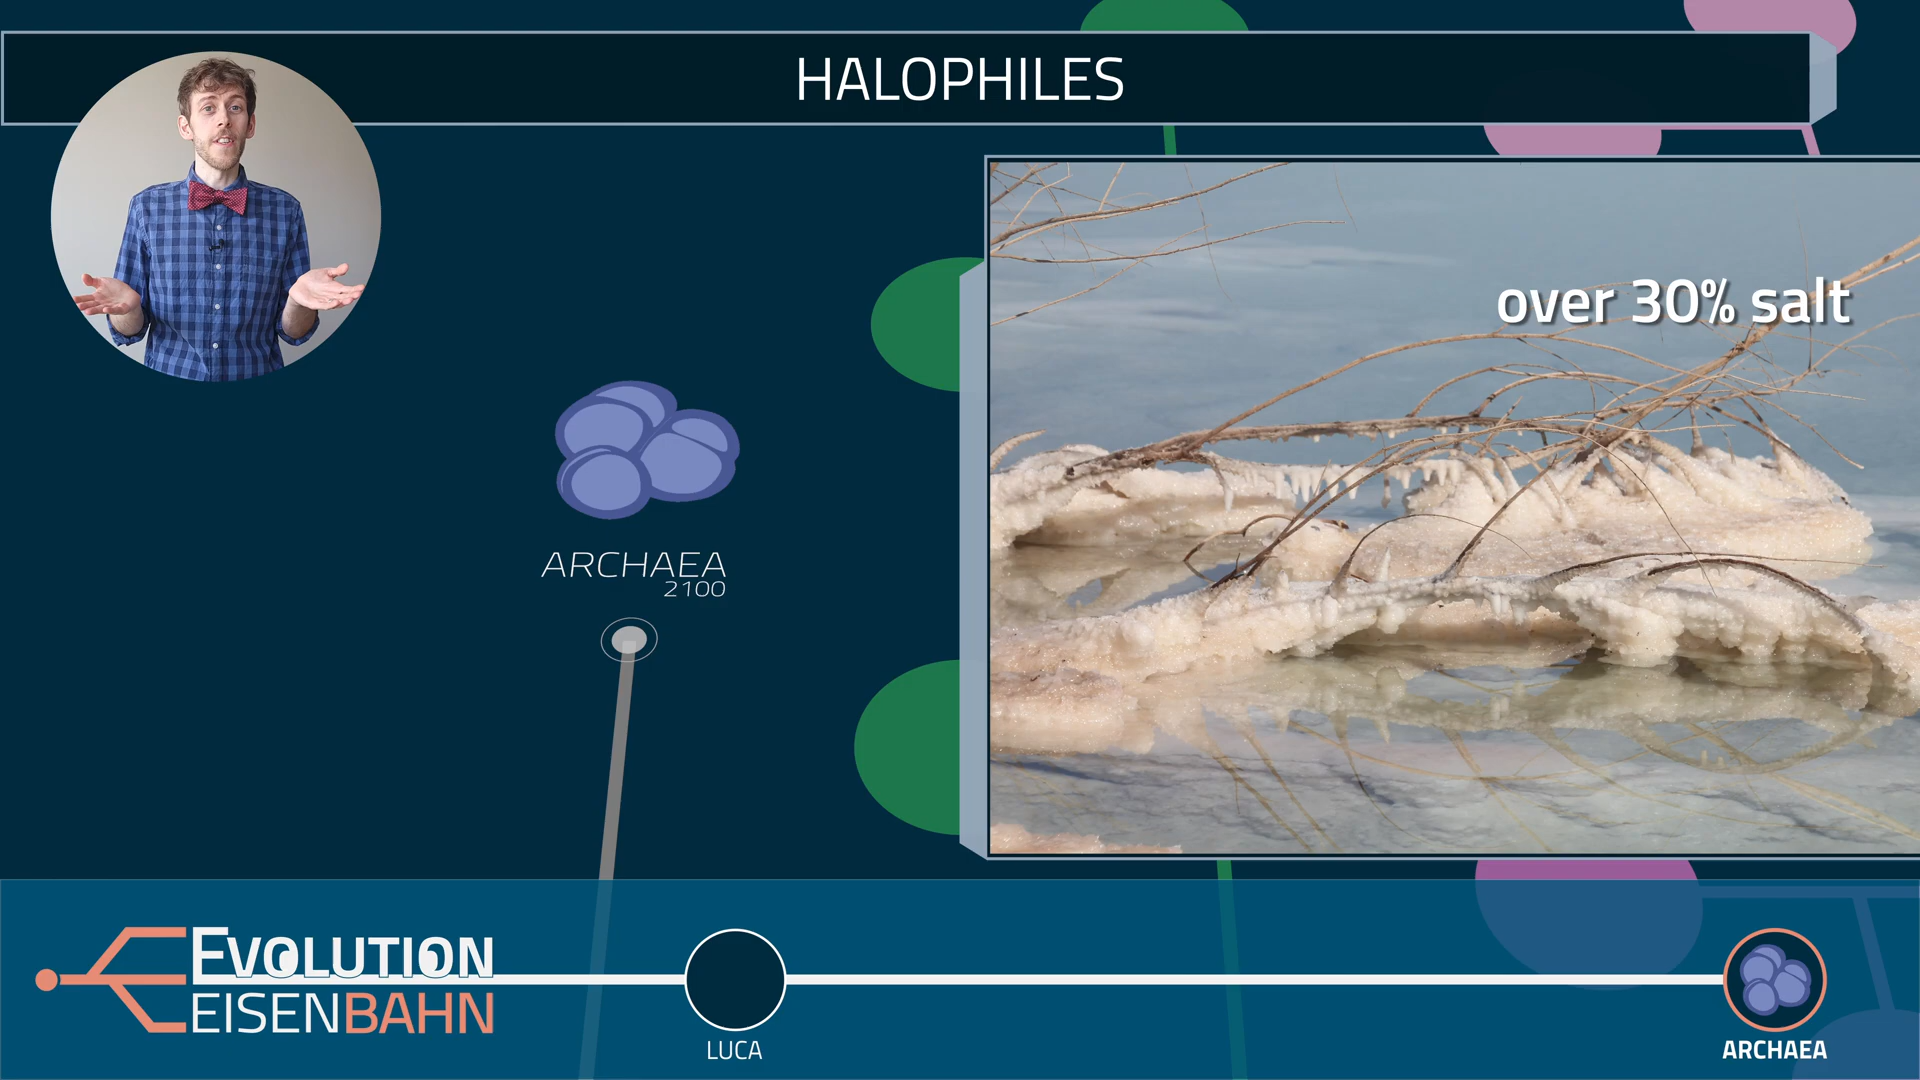 HALOPHILES
over 30% salt
ARCHAEA
2100
EVOLUTION
EISENBAHN
LUCA
ARCHAEA